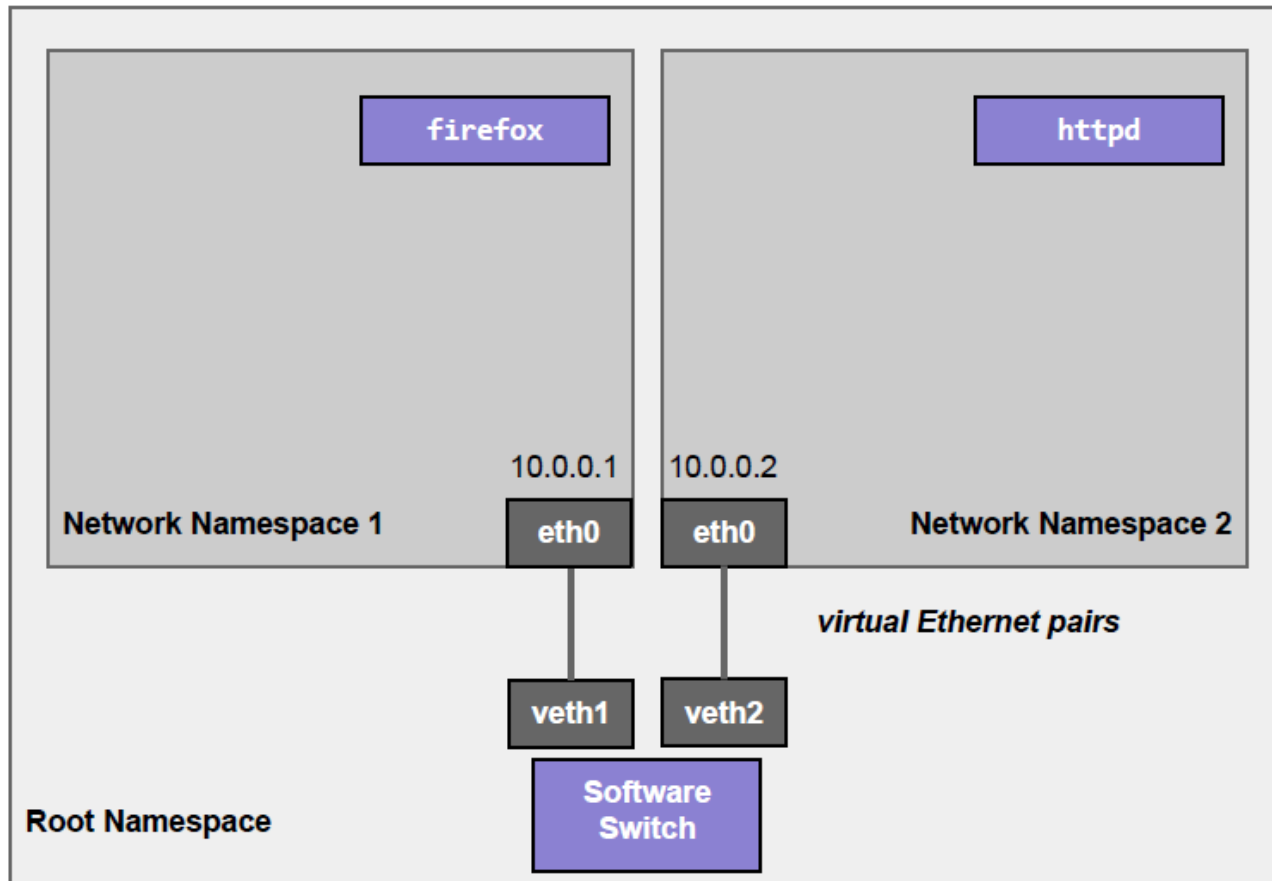 firefox
httpd
10.0.0.1
10.0.0.2
Network Namespace 1
eth0
eth0
Network Namespace 2
virtual Ethernet pairs
veth1
veth2
Software
Switch
Root Namespace